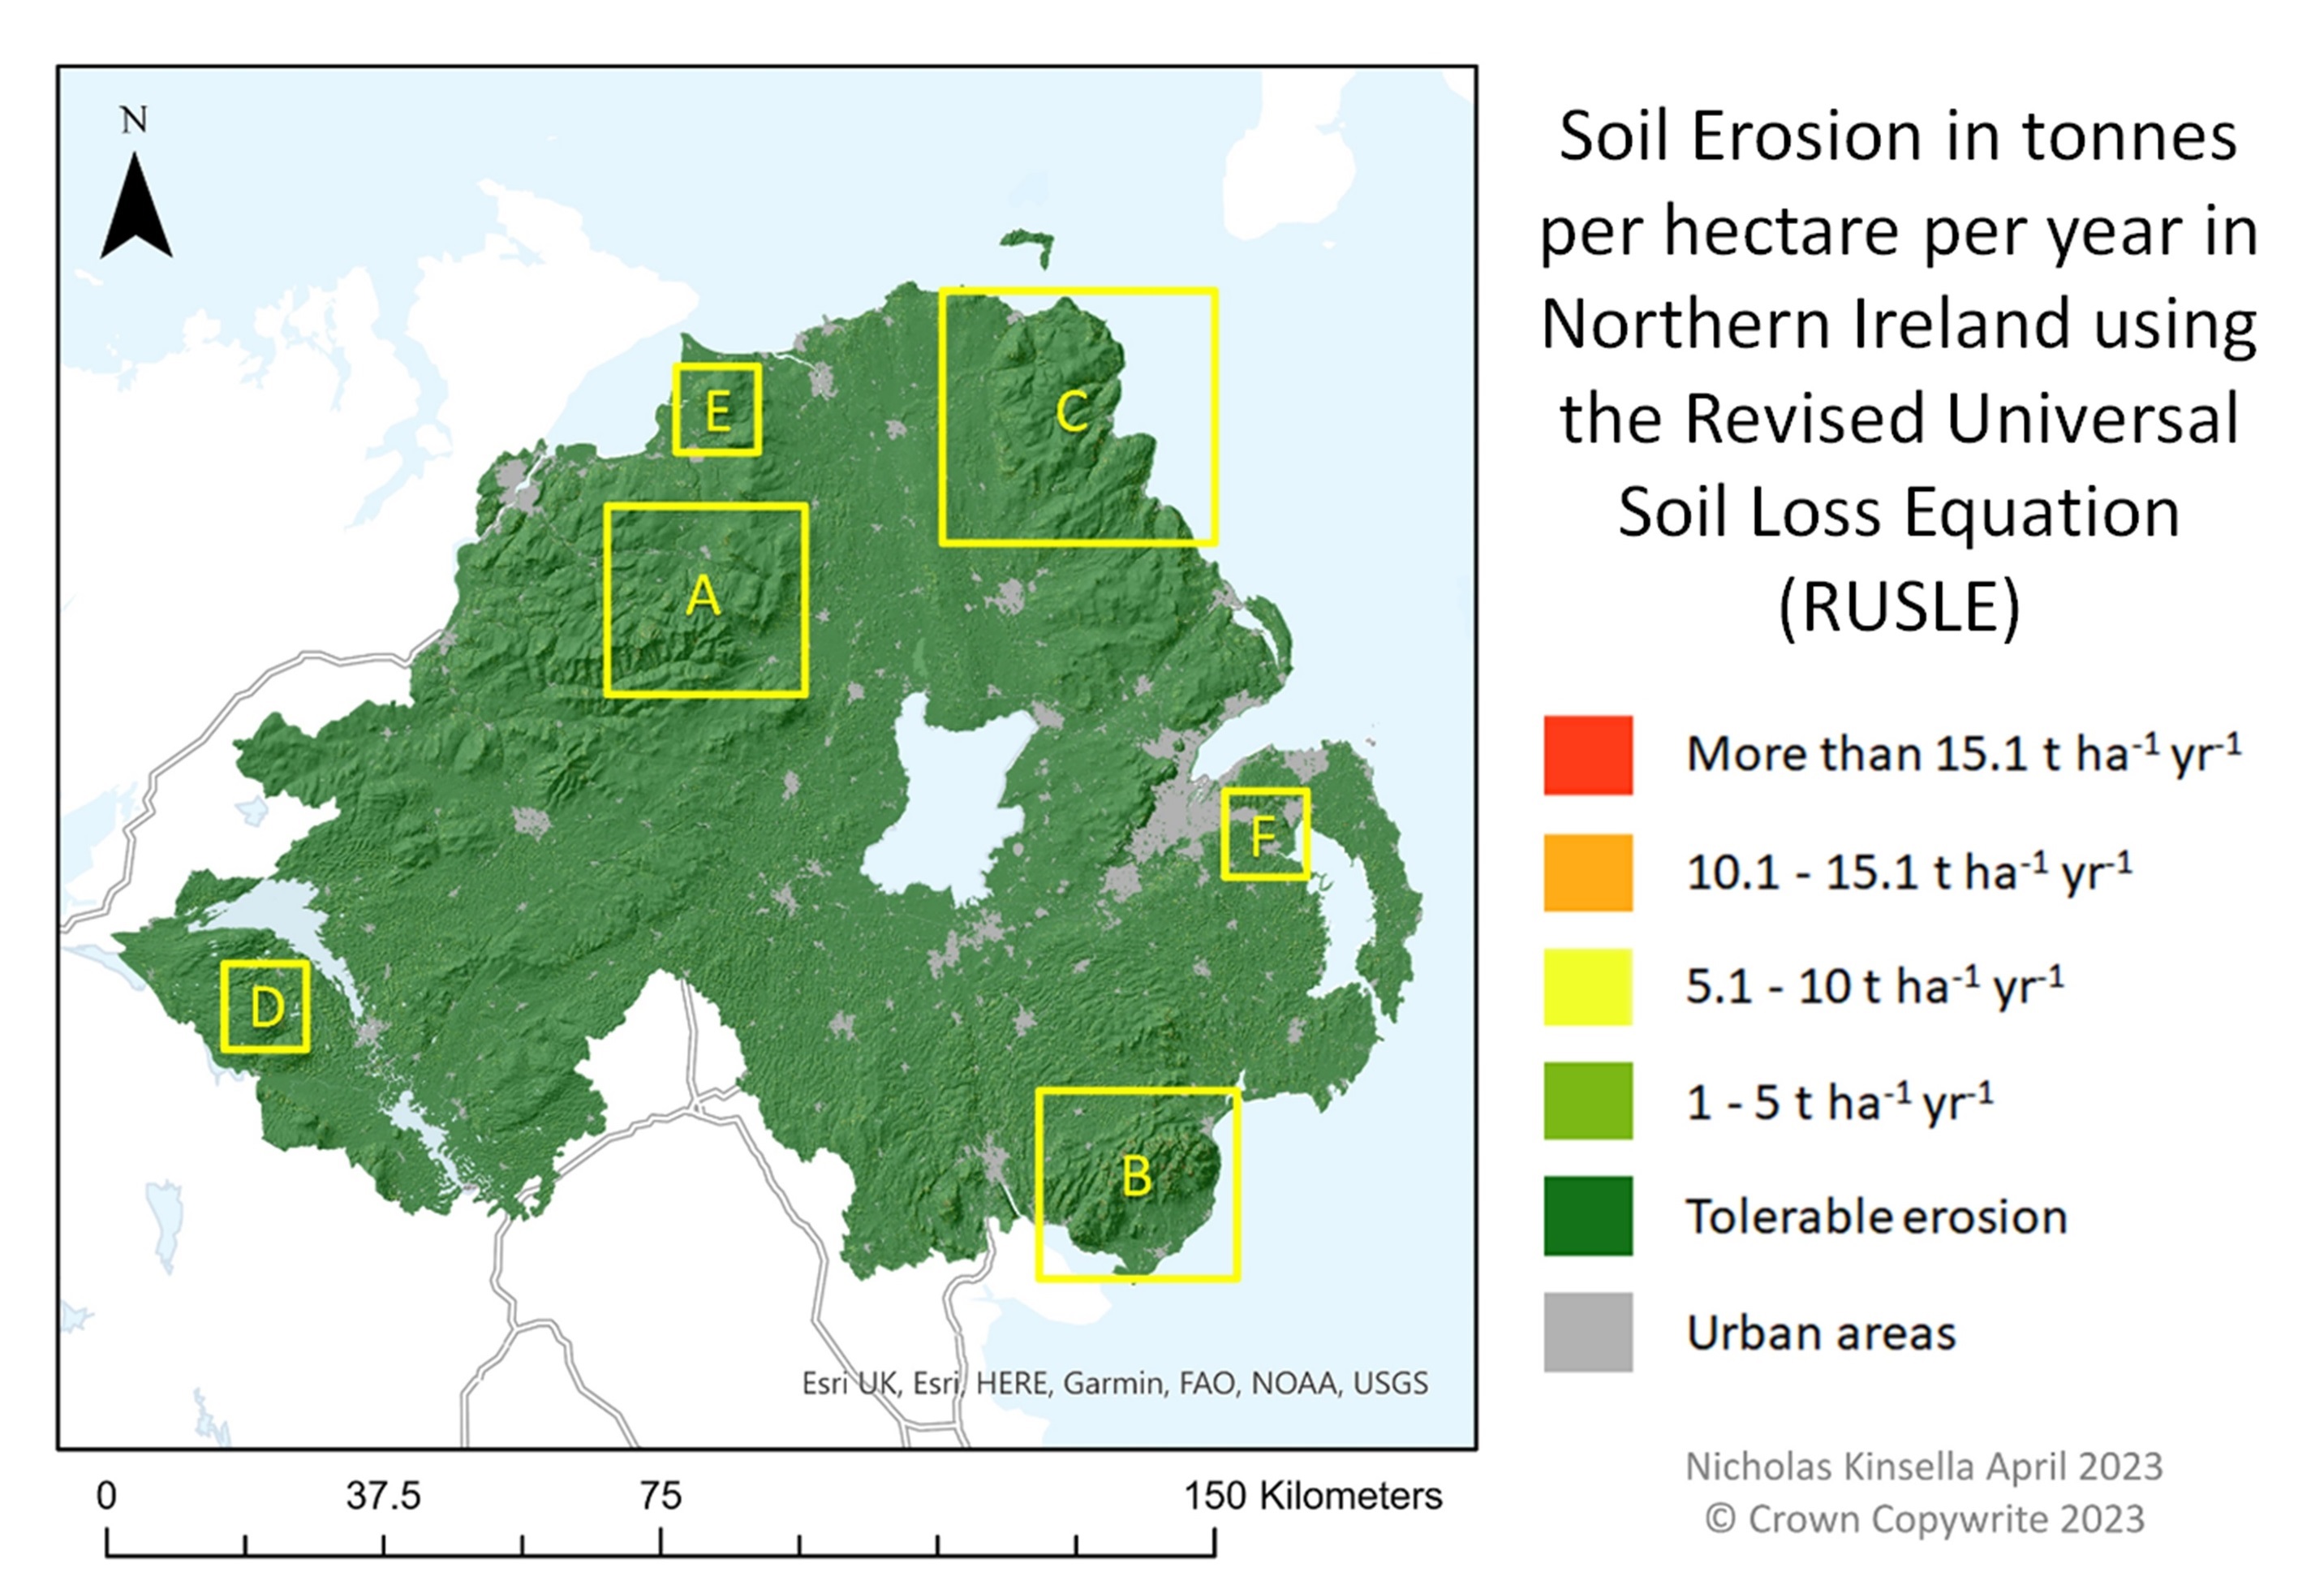 N
E
C
A
F
D
B
Esri UK, Esri, HERE, Garmin, FAO, NOAA, USGS
0 37.5 75 150 Kilometers
Soil Erosion in tonnes
per hectare per year in
Northern Ireland using
the Revised Universal
Soil Loss Equation
(RUSLE)
More than 15.1 t ha⁻¹ yr⁻¹
10.1 - 15.1 t ha⁻¹ yr⁻¹
5.1 - 10 t ha⁻¹ yr⁻¹
1 - 5 t ha⁻¹ yr⁻¹
Tolerable erosion
Urban areas
Nicholas Kinsella April 2023
© Crown Copywrite 2023